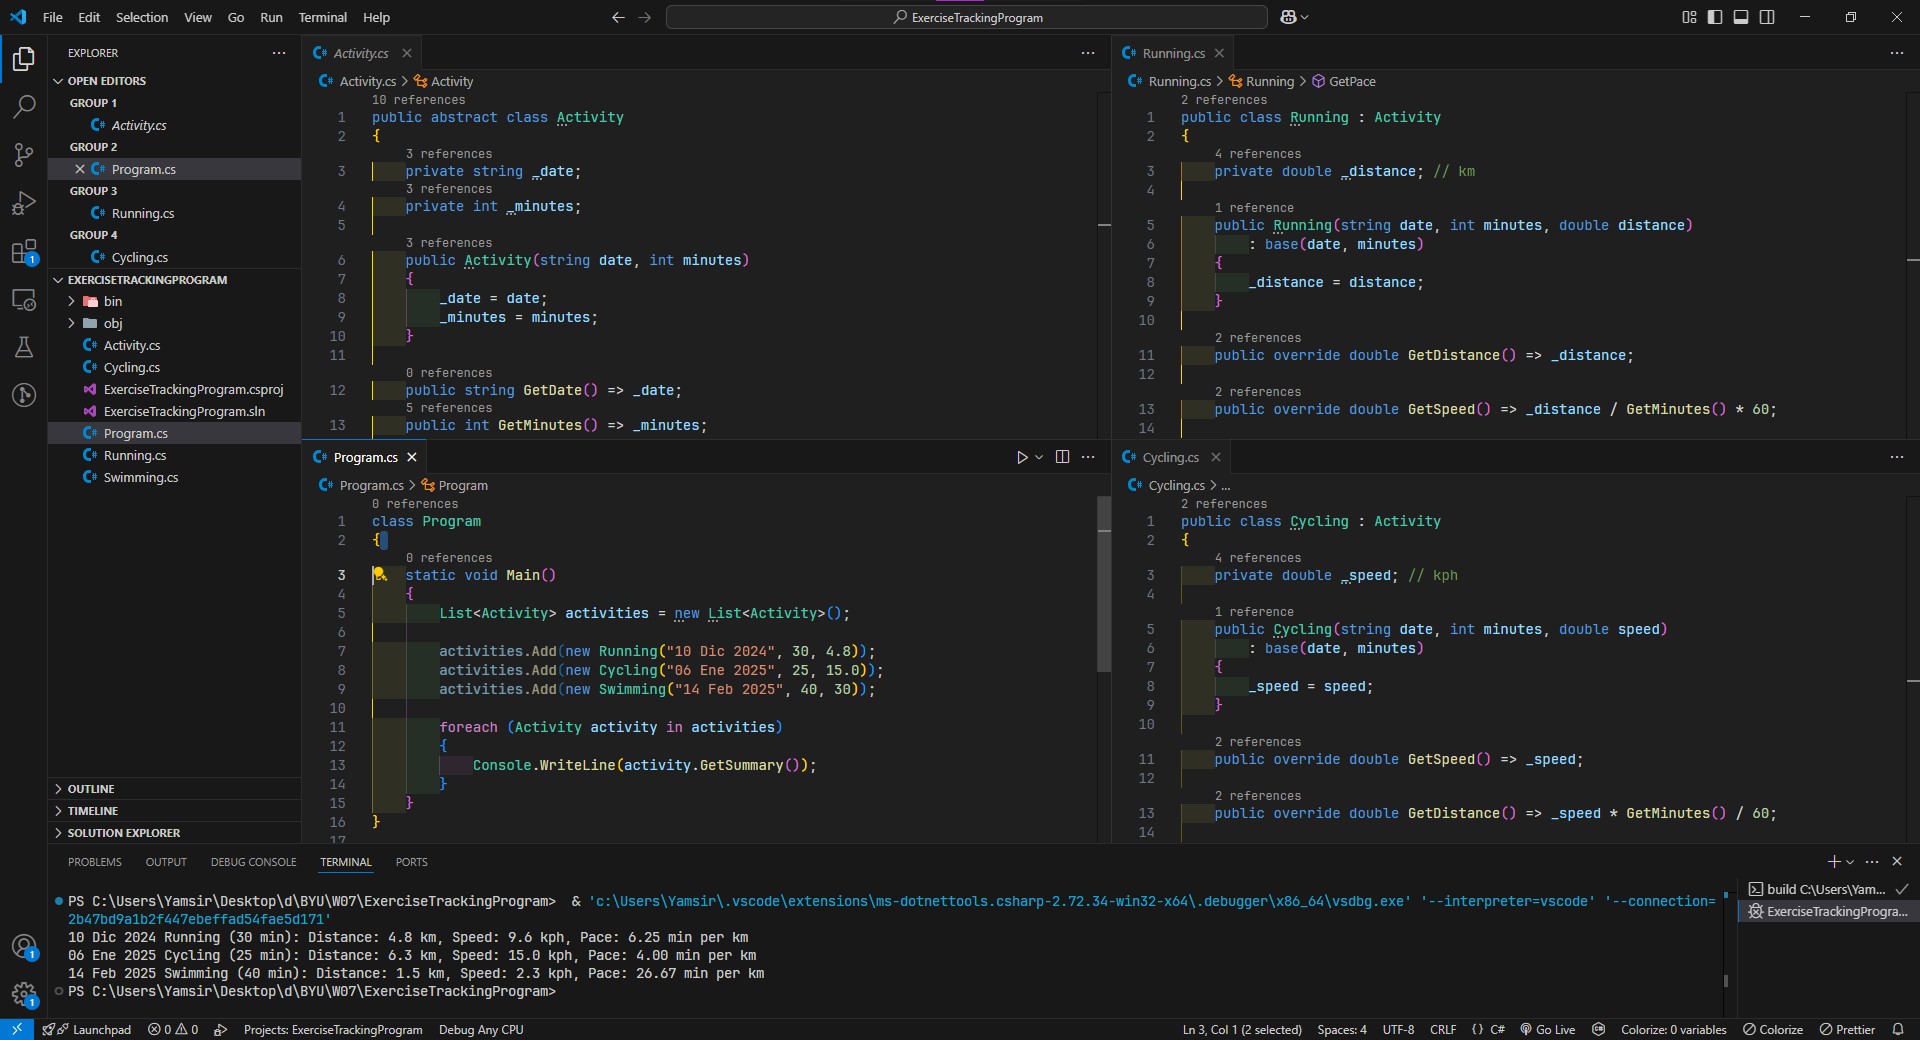 File Edit Selection View Go Run Terminal Help
ExerciseTrackingProgram
EXPLORER
OPEN EDITORS
GROUP 1
Activity.cs
GROUP 2
Program.cs
GROUP 3
Running.cs
GROUP 4
Cycling.cs
EXERCISETRACKINGPROGRAM
bin
obj
Activity.cs
Cycling.cs
ExerciseTrackingProgram.csproj
ExerciseTrackingProgram.sln
Program.cs
Running.cs
Swimming.cs
OUTLINE
TIMELINE
SOLUTION EXPLORER
Activity.cs
Activity.cs > Activity
10 references
1 public abstract class Activity
2 {
3 references
3 private string _date;
3 references
4 private int _minutes;
5
3 references
6 public Activity(string date, int minutes)
7 {
8 _date = date;
9 _minutes = minutes;
10 }
11
0 references
12 public string GetDate() => _date;
5 references
13 public int GetMinutes() => _minutes;
Running.cs
Running.cs > Running > GetPace
2 references
1 public class Running : Activity
2 {
4 references
3 private double _distance; // km
4
1 reference
5 public Running(string date, int minutes, double distance)
6 : base(date, minutes)
7 {
8 _distance = distance;
9 }
10
2 references
11 public override double GetDistance() => _distance;
12
2 references
13 public override double GetSpeed() => _distance / GetMinutes() * 60;
14
Program.cs
Program.cs > Program
0 references
1 class Program
2 {
0 references
3 static void Main()
4 {
5 List<Activity> activities = new List<Activity>();
6
7 activities.Add(new Running("10 Dic 2024", 30, 4.8));
8 activities.Add(new Cycling("06 Ene 2025", 25, 15.0));
9 activities.Add(new Swimming("14 Feb 2025", 40, 30));
10
11 foreach (Activity activity in activities)
12 {
13 Console.WriteLine(activity.GetSummary());
14 }
15 }
16 }
17
Cycling.cs
Cycling.cs > ...
2 references
1 public class Cycling : Activity
2 {
4 references
3 private double _speed; // kph
4
1 reference
5 public Cycling(string date, int minutes, double speed)
6 : base(date, minutes)
7 {
8 _speed = speed;
9 }
10
2 references
11 public override double GetSpeed() => _speed;
12
2 references
13 public override double GetDistance() => _speed * GetMinutes() / 60;
14
PROBLEMS OUTPUT DEBUG CONSOLE TERMINAL PORTS
PS C:\Users\Yamsir\Desktop\d\BYU\W07\ExerciseTrackingProgram> & 'c:\Users\Yamsir\.vscode\extensions\ms-dotnettools.csharp-2.72.34-win32-x64\.debugger\x86_64\vsdbg.exe' '--interpreter=vscode' '--connection=
2b47bd9a1b2f447ebeffad54fae5d171'
10 Dic 2024 Running (30 min): Distance: 4.8 km, Speed: 9.6 kph, Pace: 6.25 min per km
06 Ene 2025 Cycling (25 min): Distance: 6.3 km, Speed: 15.0 kph, Pace: 4.00 min per km
14 Feb 2025 Swimming (40 min): Distance: 1.5 km, Speed: 2.3 kph, Pace: 26.67 min per km
PS C:\Users\Yamsir\Desktop\d\BYU\W07\ExerciseTrackingProgram>
build C:\Users\Yam...
ExerciseTrackingProgra...
1
1
1
Launchpad 0 0 Projects: ExerciseTrackingProgram Debug Any CPU Ln 3, Col 1 (2 selected) Spaces: 4 UTF-8 CRLF {} C# Go Live Colorize: 0 variables Colorize Prettier